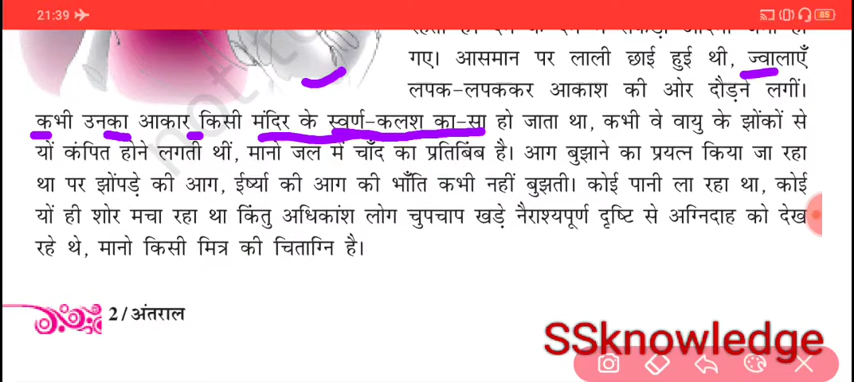 21:39
85
गए। आसमान पर लाली छाई हुई थी, ज्वालाएँ
लपक-लपककर आकाश की ओर दौड़ने लगीं।
कभी उनका आकार किसी मंदिर के स्वर्ण-कलश का-सा हो जाता था, कभी वे वायु के झोंकों से
यों कंपित होने लगती थीं, मानो जल में चाँद का प्रतिबिंब है। आग बुझाने का प्रयत्न किया जा रहा
था पर झोंपड़े की आग, ईर्ष्या की आग की भाँति कभी नहीं बुझती। कोई पानी ला रहा था, कोई
यों ही शोर मचा रहा था किंतु अधिकांश लोग चुपचाप खड़े नैराश्यपूर्ण दृष्टि से अग्निदाह को देख
रहे थे, मानो किसी मित्र की चिताग्नि है।
2/अंतराल
SSknowledge